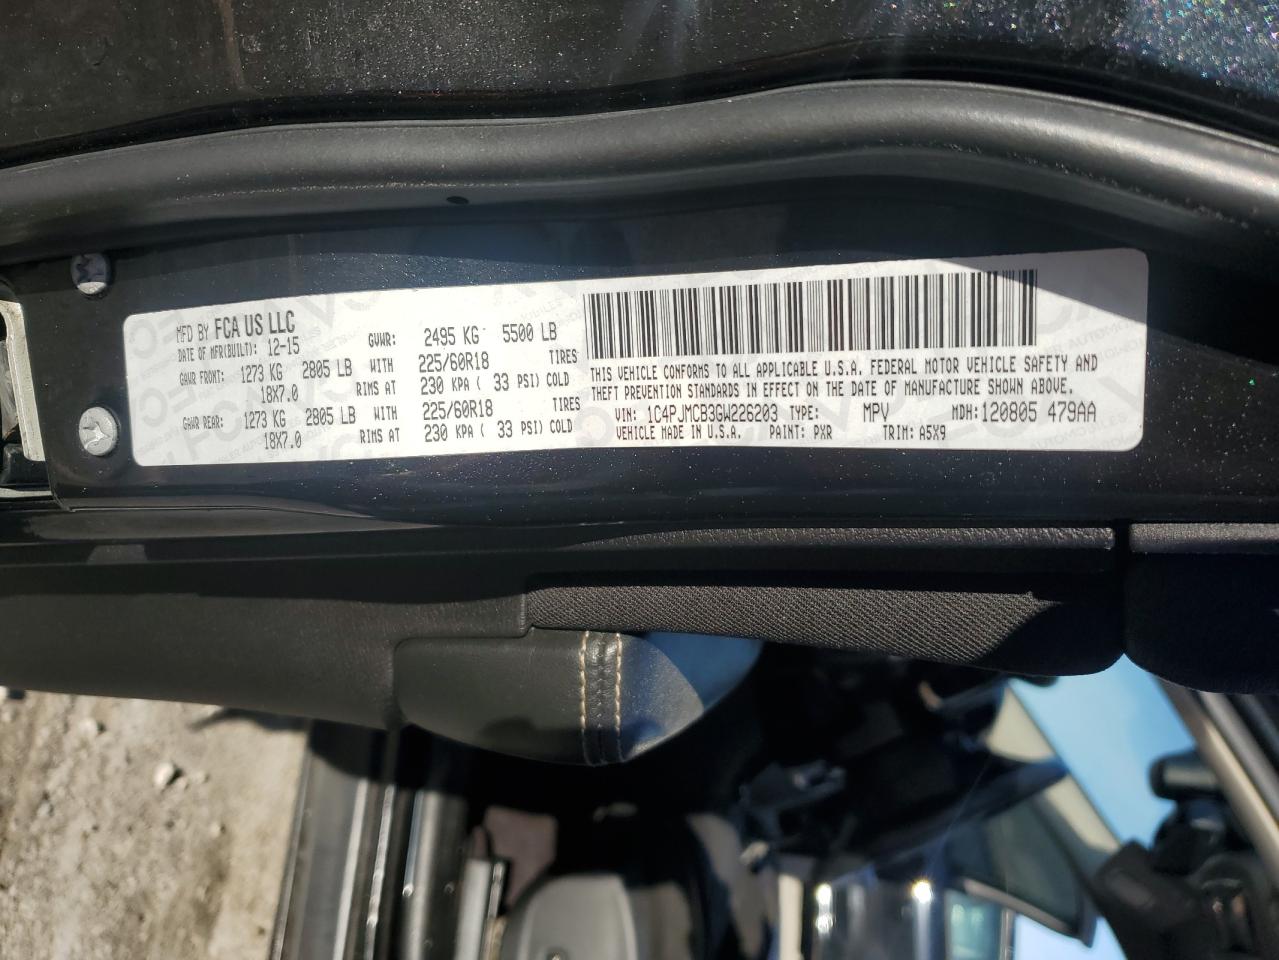 MFD BY FCA US LLC
DATE OF MFR(BUILT): 12-15 GVWR: 2495 KG 5500 LB
GAWR FRONT: 1273 KG 2805 LB WITH 225/60R18 TIRES
18X7.0 RIMS AT 230 KPA ( 33 PSI) COLD
GAWR REAR: 1273 KG 2805 LB WITH 225/60R18 TIRES
18X7.0 RIMS AT 230 KPA ( 33 PSI) COLD
THIS VEHICLE CONFORMS TO ALL APPLICABLE U.S.A. FEDERAL MOTOR VEHICLE SAFETY AND
THEFT PREVENTION STANDARDS IN EFFECT ON THE DATE OF MANUFACTURE SHOWN ABOVE.
VIN: 1C4PJMCB3GW226203 TYPE: MPV MDH: 120805 479AA
VEHICLE MADE IN U.S.A. PAINT: PXR TRIM: A5X9